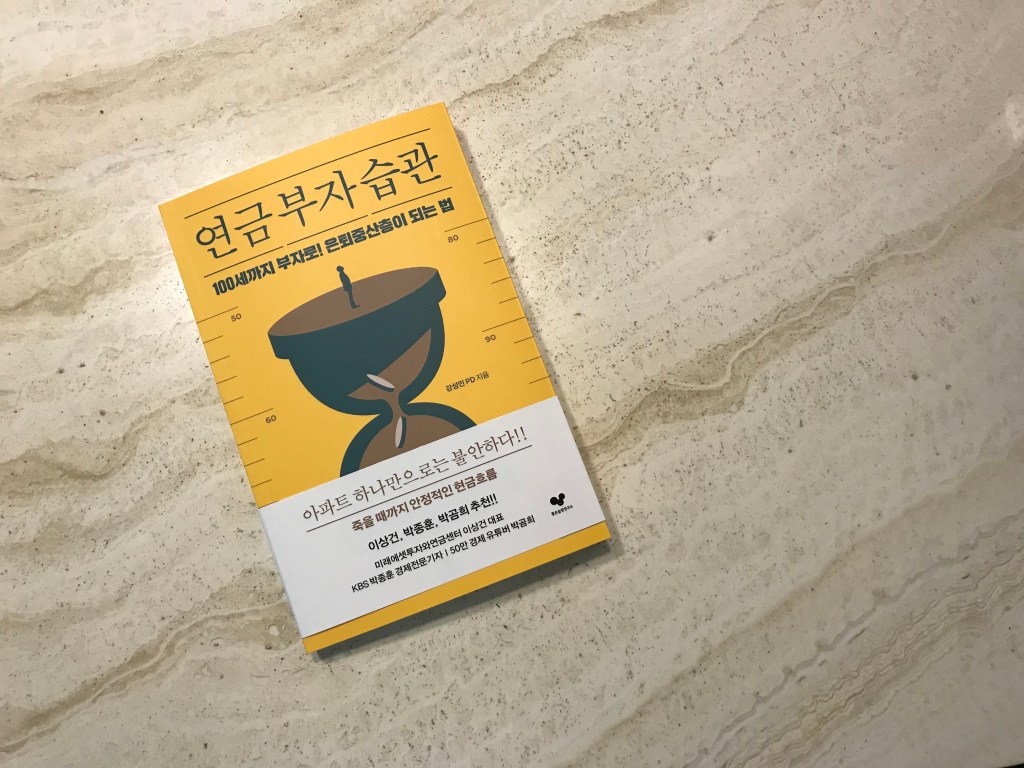 연금 부자 습관
100세까지 부자로! 은퇴중산층이 되는 법
50
60
80
90
강성민 PD 지음
아파트 하나만으로는 불안하다!!
죽을 때까지 안정적인 현금흐름
이상건, 박종훈, 박곰희 추천!!
미래에셋투자와연금센터 이상건 대표
KBS 박종훈 경제전문기자 | 50만 경제 유튜버 박곰희